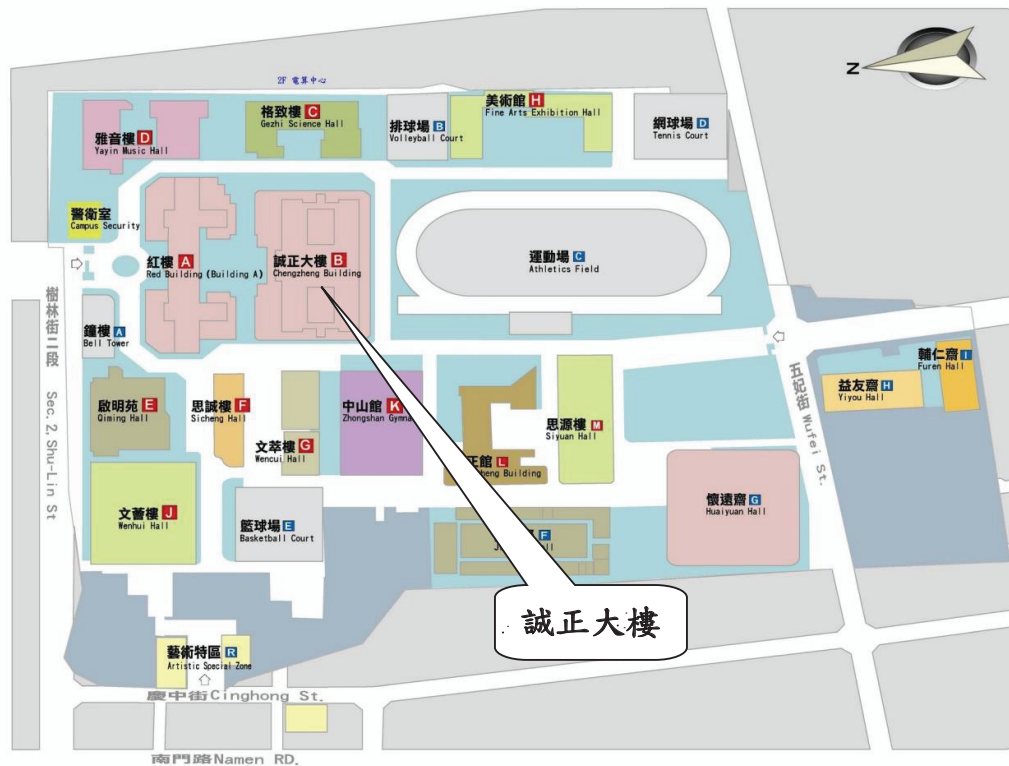 2F 電算中心
N
雅音樓 D
Yayin Music Hall
格致樓 C
Gezhi Science Hall
排球場 B
Volleyball Court
美術館 H
Fine Arts Exhibition Hall
網球場 D
Tennis Court
警衛室
Campus Security
紅樓 A
Red Building (Building A)
誠正大樓 B
Chengzheng Building
運動場 C
Athletics Field
鐘樓 A
Bell Tower
樹林街二段 Sec. 2, Shu-Lin St
啟明苑 E
Qiming Hall
思誠樓 F
Sicheng Hall
文萃樓 G
Wencui Hall
中山館 K
Zhongshan Gymna
正館 L
heng Building
思源樓 M
Siyuan Hall
五妃街 Wufei St.
益友齋 H
Yiyou Hall
輔仁齋 I
Furen Hall
文薈樓 J
Wenhui Hall
籃球場 E
Basketball Court
F
懷遠齋 G
Huaiyuan Hall
誠正大樓
藝術特區 R
Artistic Special Zone
慶中街Cinghong St.
南門路Namen RD.